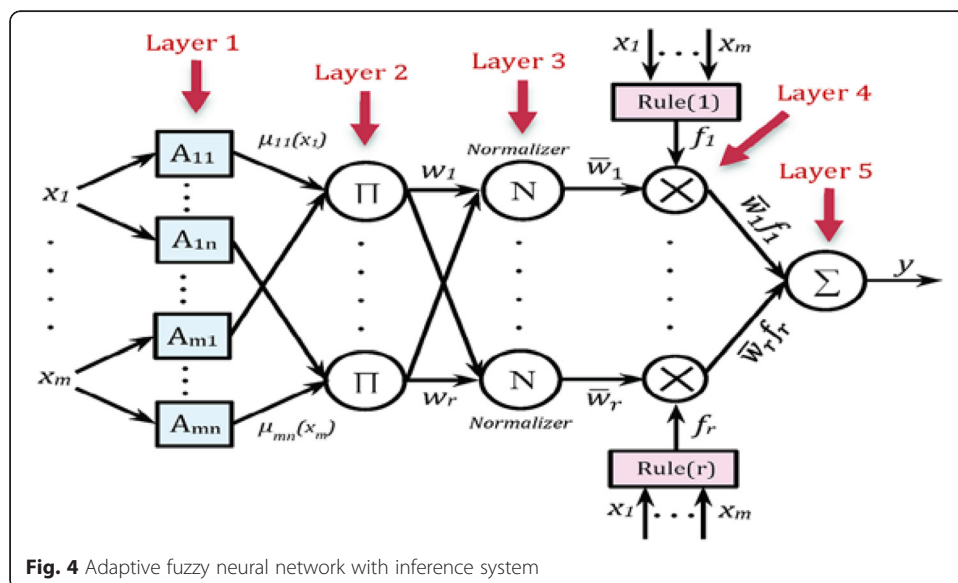 Layer 1
Layer 2
Layer 3
x₁ ... xₘ
Rule(1)
Layer 4
f₁
Layer 5
A₁₁
μ₁₁(x₁)
Normalizer
x₁
Π
w₁
N
w̅₁
×
w̅₁f₁
A₁ₙ
Σ
y
Aₘ₁
w̅ᵣfᵣ
xₘ
Π
wᵣ
N
w̅ᵣ
×
Aₘₙ
μₘₙ(xₘ)
Normalizer
fᵣ
Rule(r)
x₁ ... xₘ
Fig. 4 Adaptive fuzzy neural network with inference system